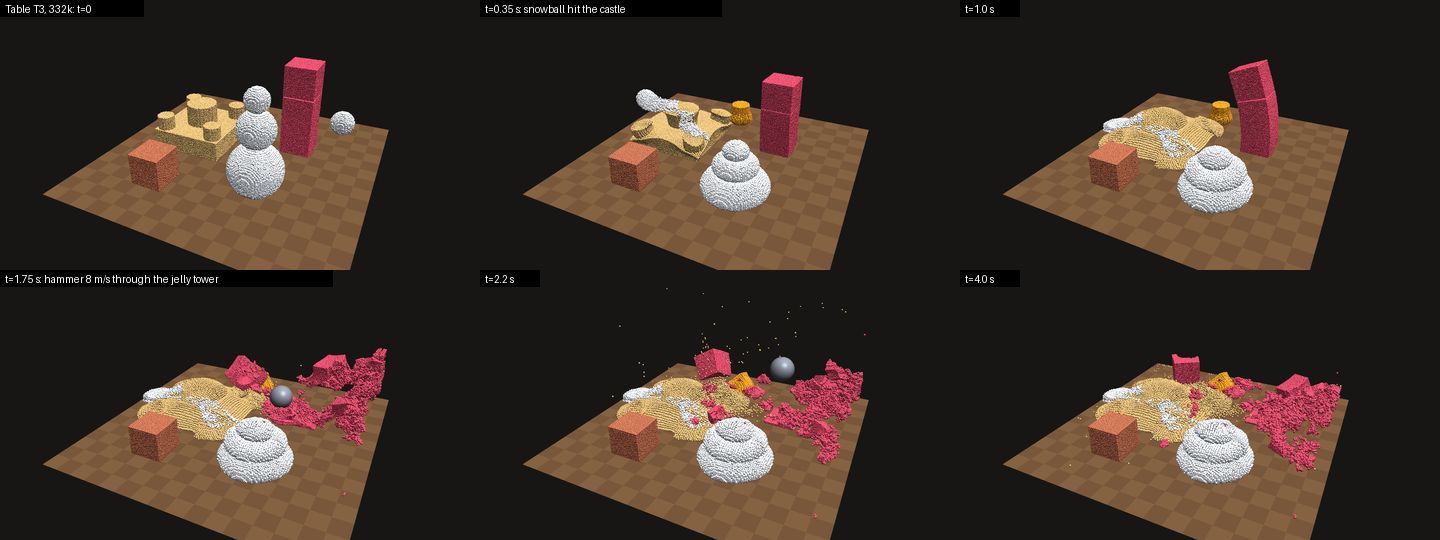 Table T3, 332k: t=0
t=0.35 s: snowball hit the castle
t=1.0 s
t=1.75 s: hammer 8 m/s through the jelly tower
t=2.2 s
t=4.0 s